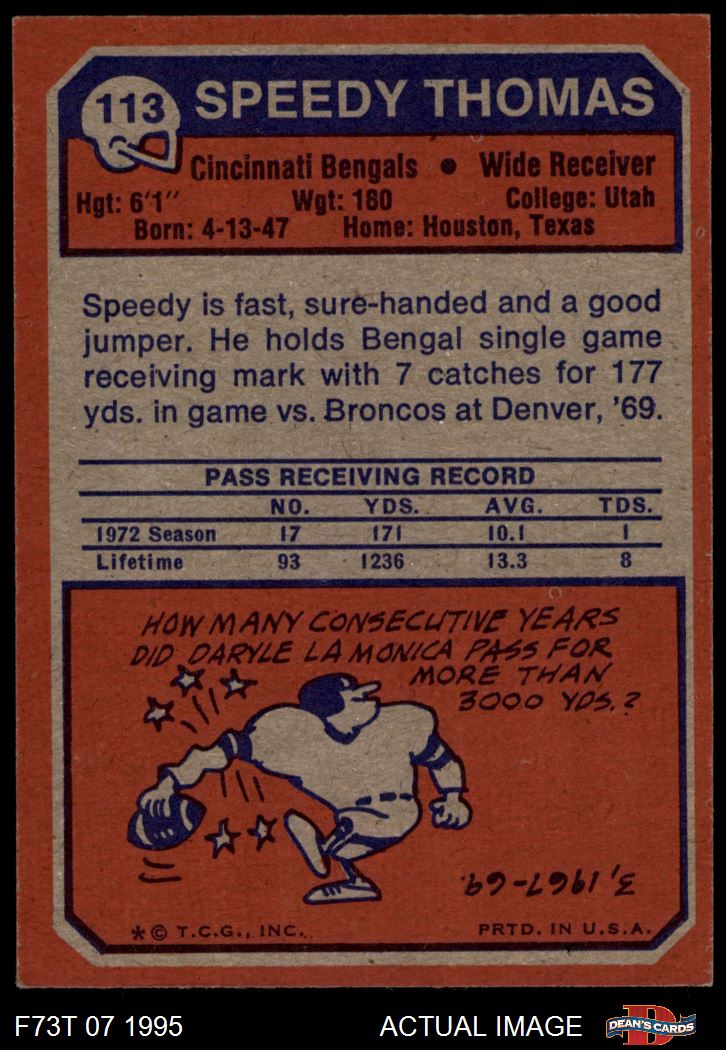 113
SPEEDY THOMAS
Cincinnati Bengals ● Wide Receiver
Hgt: 6'1" Wgt: 180 College: Utah
Born: 4-13-47 Home: Houston, Texas
Speedy is fast, sure-handed and a good
jumper. He holds Bengal single game
receiving mark with 7 catches for 177
yds. in game vs. Broncos at Denver, '69.
PASS RECEIVING RECORD
NO. YDS. AVG. TDS.
1972 Season 17 171 10.1 1
Lifetime 93 1236 13.3 8
HOW MANY CONSECUTIVE YEARS
DID DARYLE LA MONICA PASS FOR
MORE THAN
3000 YDS.?
3, 1967-69.
* © T.C.G., INC. PRTD. IN U.S.A.
F73T 07 1995 ACTUAL IMAGE
D
DEAN'S CARDS